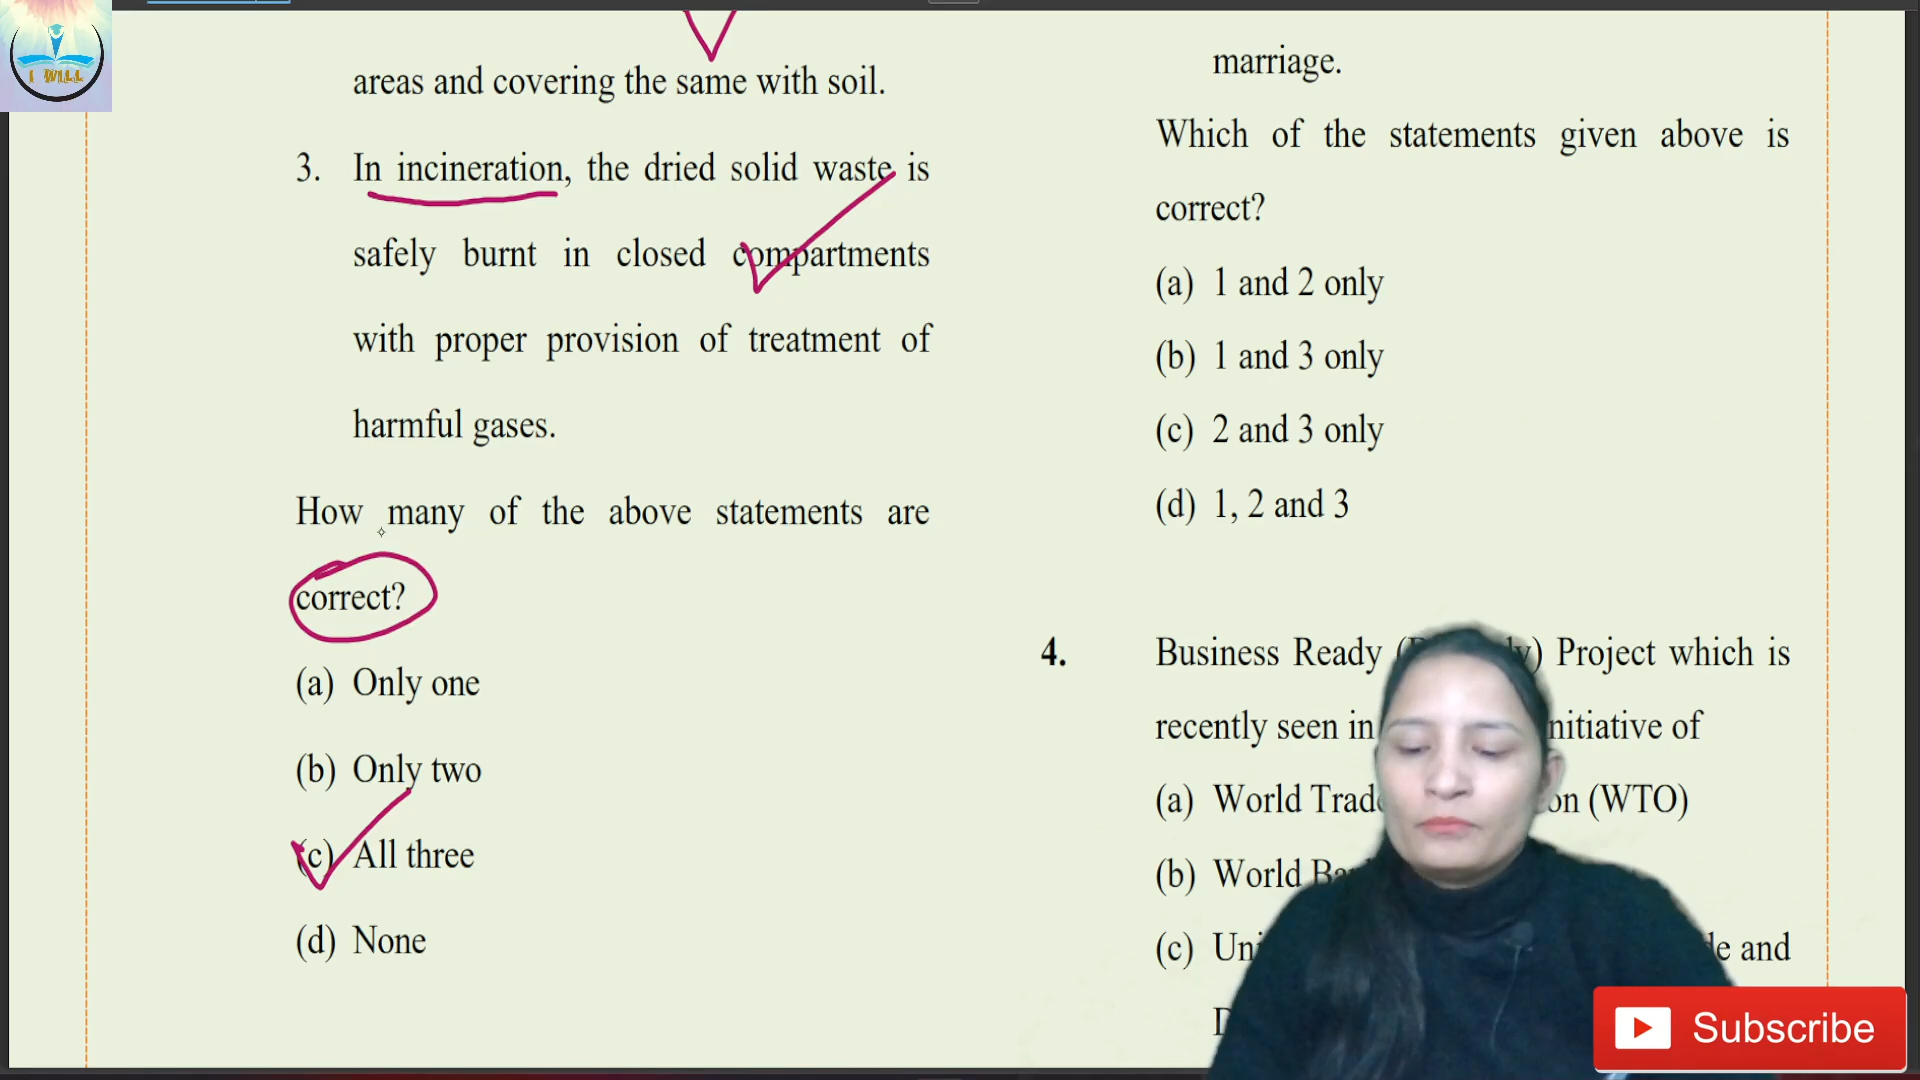 I WILL
areas and covering the same with soil.
3. In incineration, the dried solid waste is
safely burnt in closed compartments
with proper provision of treatment of
harmful gases.
How many of the above statements are
correct?
(a) Only one
(b) Only two
(c) All three
(d) None
marriage.
Which of the statements given above is
correct?
(a) 1 and 2 only
(b) 1 and 3 only
(c) 2 and 3 only
(d) 1, 2 and 3
4. Business Ready Project which is
recently seen in of
(a) World (WTO)
(b) World
(c) and
Subscribe